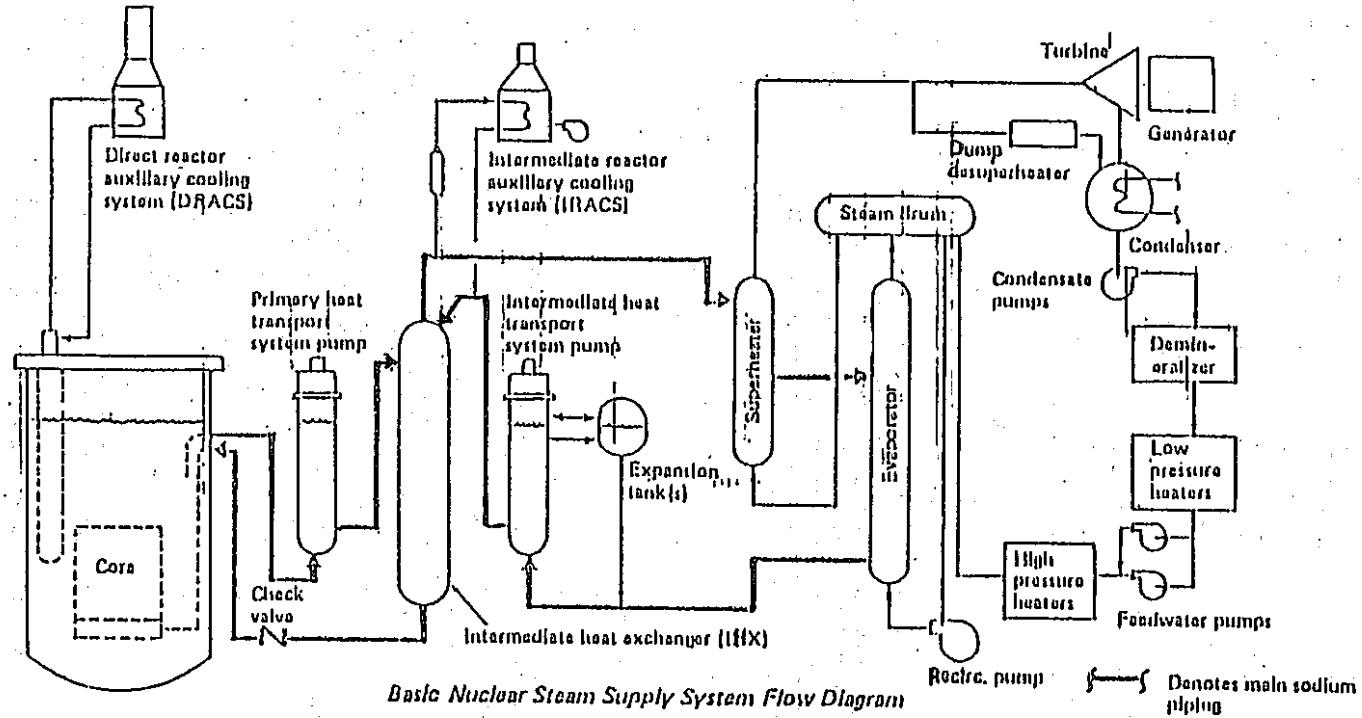 Turbine
Generator
Direct reactor
auxiliary cooling
system (DRACS)
Intermediate reactor
auxiliary cooling
system (IRACS)
Dump
desuperheater
Steam Drum
Condenser
Condensate
pumps
Primary heat
transport
system pump
Intermediate heat
transport
system pump
Demin-
eralizer
Superheater
Evaporator
Expansion
tank(s)
Low
pressure
heaters
Core
Check
valve
High
pressure
heaters
Feedwater pumps
Intermediate heat exchanger (IHX)
Recirc. pump
Denotes main sodium
piping
Basic Nuclear Steam Supply System Flow Diagram